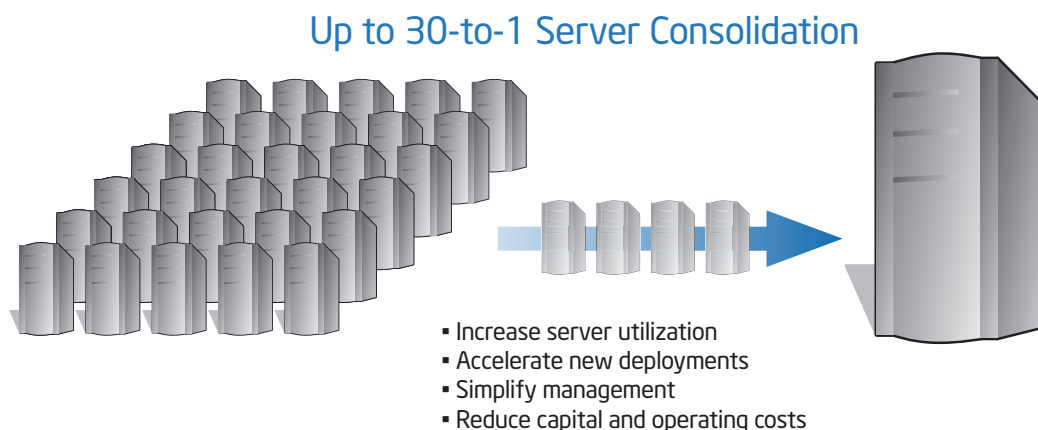 Up to 30-to-1 Server Consolidation
▪ Increase server utilization
▪ Accelerate new deployments
▪ Simplify management
▪ Reduce capital and operating costs